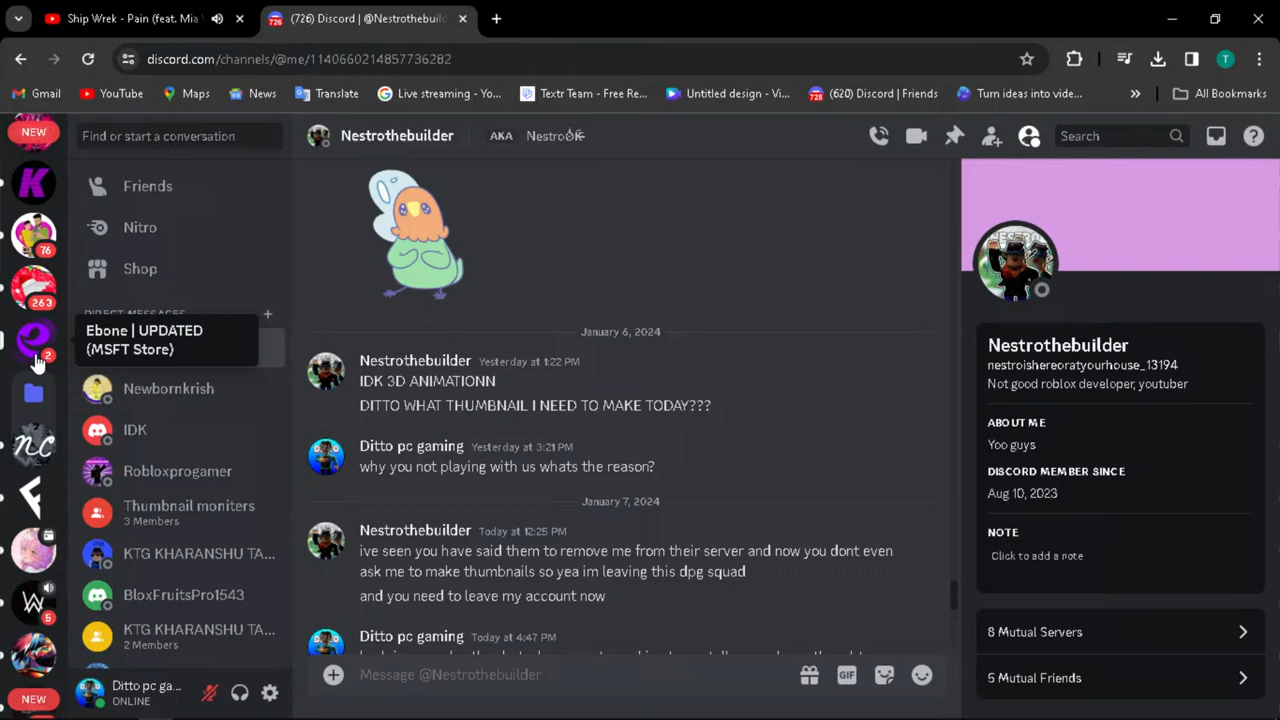 Ship Wrek - Pain (feat. Mia
(726) Discord | @Nestrothebuild
discord.com/channels/@me/1140660214857736282
T
Gmail
YouTube
Maps
News
Translate
Live streaming - Yo...
Textr Team - Free Re...
Untitled design - Vi...
(620) Discord | Friends
Turn ideas into vide...
All Bookmarks
NEW
Find or start a conversation
Nestrothebuilder
AKA
Search
Friends
Nitro
Shop
DIRECT MESSAGES
K
76
263
2
Ebone | UPDATED
(MSFT Store)
Newbornkrish
IDK
Robloxprogamer
Thumbnail moniters
3 Members
KTG KHARANSHU TA...
BloxFruitsPro1543
KTG KHARANSHU TA...
2 Members
nc
5
NEW
Ditto pc ga...
ONLINE
January 6, 2024
Nestrothebuilder Yesterday at 1:22 PM
IDK 3D ANIMATIONN
DITTO WHAT THUMBNAIL I NEED TO MAKE TODAY???
Ditto pc gaming Yesterday at 3:21 PM
why you not playing with us whats the reason?
January 7, 2024
Nestrothebuilder Today at 12:25 PM
ive seen you have said them to remove me from their server and now you dont even
ask me to make thumbnails so yea im leaving this dpg squad
and you need to leave my account now
Ditto pc gaming Today at 4:47 PM
Message @Nestrothebuilder
GIF
Nestrothebuilder
nestroishereoratyourhouse_13194
Not good roblox developer, youtuber
ABOUT ME
Yoo guys
DISCORD MEMBER SINCE
Aug 10, 2023
NOTE
Click to add a note
8 Mutual Servers
5 Mutual Friends